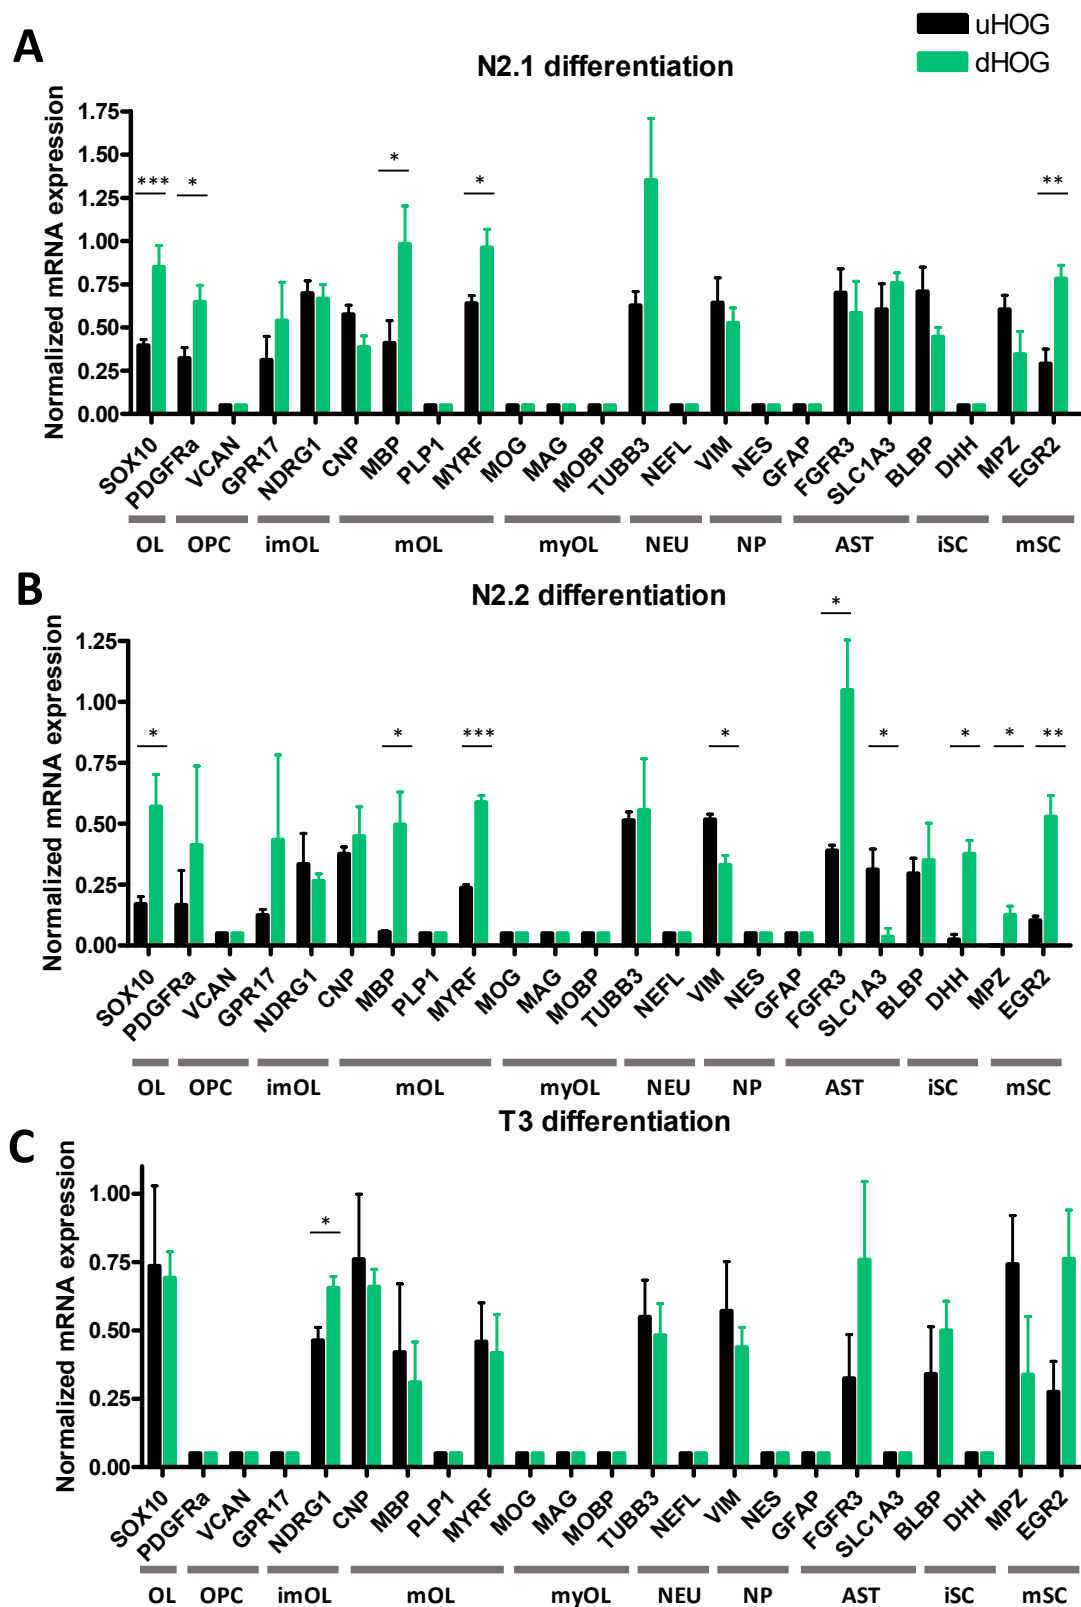 uHOG
dHOG
A
N2.1 differentiation
Normalized mRNA expression
1.75
1.50
1.25
1.00
0.75
0.50
0.25
0.00
*** * * * **
SOX10 PDGFRa VCAN GPR17 NDRG1 CNP MBP PLP1 MYRF MOG MAG MOBP TUBB3 NEFL VIM NES GFAP FGFR3 SLC1A3 BLBP DHH MPZ EGR2
OL OPC imOL mOL myOL NEU NP AST iSC mSC
B
N2.2 differentiation
Normalized mRNA expression
1.25
1.00
0.75
0.50
0.25
0.00
* * *** * * * * * **
SOX10 PDGFRa VCAN GPR17 NDRG1 CNP MBP PLP1 MYRF MOG MAG MOBP TUBB3 NEFL VIM NES GFAP FGFR3 SLC1A3 BLBP DHH MPZ EGR2
OL OPC imOL mOL myOL NEU NP AST iSC mSC
C
T3 differentiation
Normalized mRNA expression
1.00
0.75
0.50
0.25
0.00
*
SOX10 PDGFRa VCAN GPR17 NDRG1 CNP MBP PLP1 MYRF MOG MAG MOBP TUBB3 NEFL VIM NES GFAP FGFR3 SLC1A3 BLBP DHH MPZ EGR2
OL OPC imOL mOL myOL NEU NP AST iSC mSC